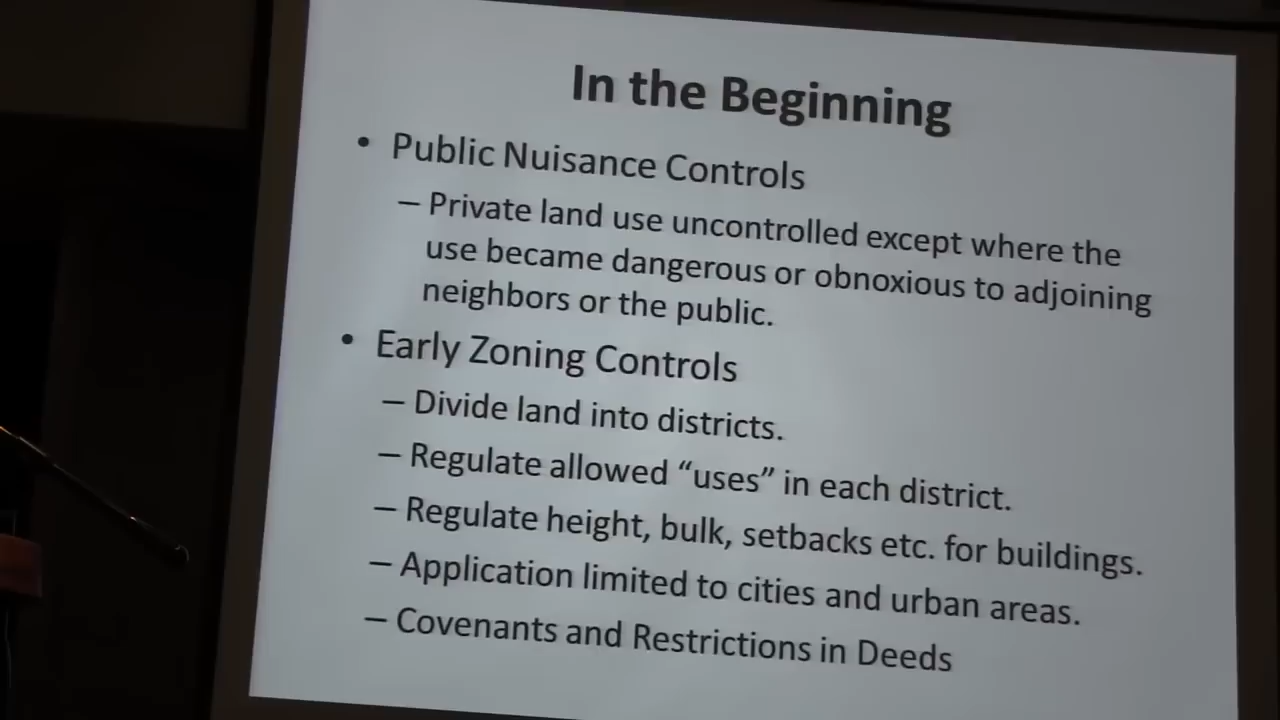 In the Beginning
• Public Nuisance Controls
– Private land use uncontrolled except where the
use became dangerous or obnoxious to adjoining
neighbors or the public.
• Early Zoning Controls
– Divide land into districts.
– Regulate allowed “uses” in each district.
– Regulate height, bulk, setbacks etc. for buildings.
– Application limited to cities and urban areas.
– Covenants and Restrictions in Deeds